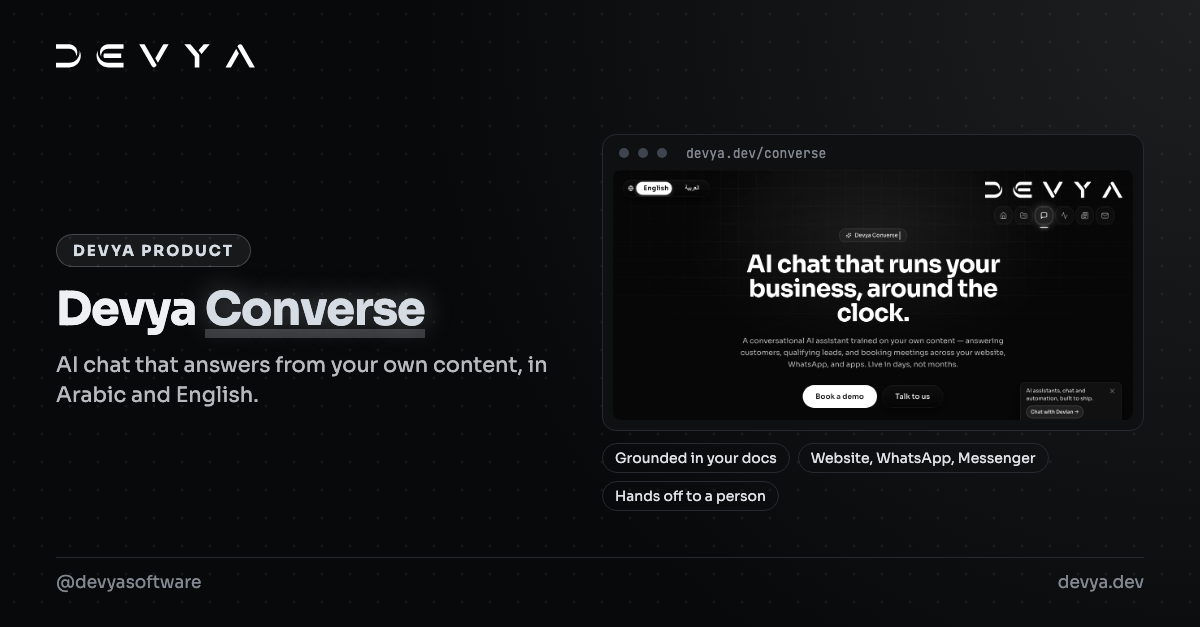 DEVYA
DEVYA PRODUCT
Devya Converse
AI chat that answers from your own content, in
Arabic and English.
devya.dev/converse
English العربية
DEVYA
Devya Converse
AI chat that runs your
business, around the
clock.
A conversational AI assistant trained on your own content — answering
customers, qualifying leads, and booking meetings across your website,
WhatsApp, and apps. Live in days, not months.
Book a demo Talk to us
AI assistants, chat and
automation, built to ship.
Chat with Devian →
Grounded in your docs Website, WhatsApp, Messenger
Hands off to a person
@devyasoftware devya.dev